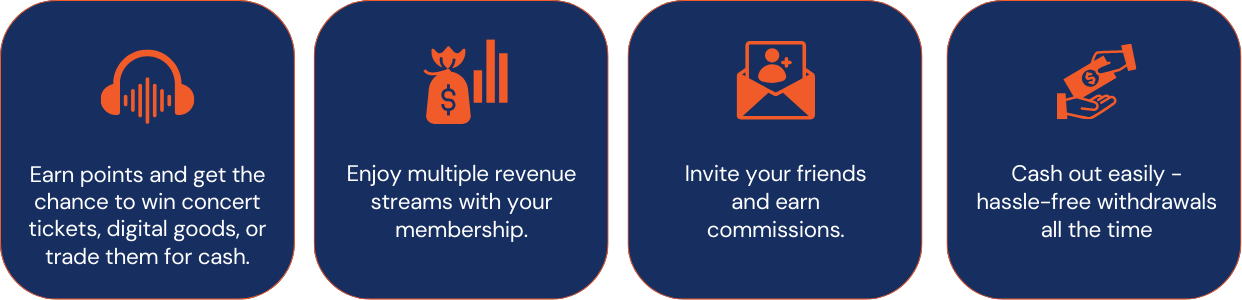 Earn points and get the
chance to win concert
tickets, digital goods, or
trade them for cash.
$
Enjoy multiple revenue
streams with your
membership.
Invite your friends
and earn
commissions.
$
Cash out easily -
hassle-free withdrawals
all the time